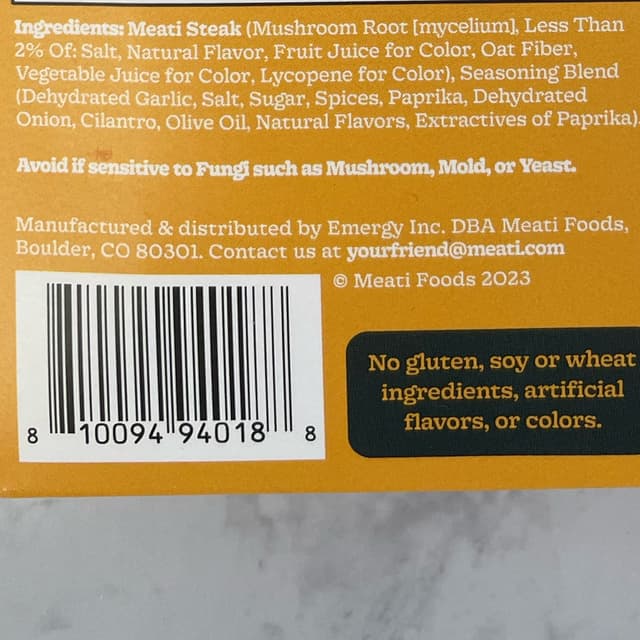 Ingredients: Meati Steak (Mushroom Root [mycelium], Less Than
2% Of: Salt, Natural Flavor, Fruit Juice for Color, Oat Fiber,
Vegetable Juice for Color, Lycopene for Color), Seasoning Blend
(Dehydrated Garlic, Salt, Sugar, Spices, Paprika, Dehydrated
Onion, Cilantro, Olive Oil, Natural Flavors, Extractives of Paprika).
Avoid if sensitive to Fungi such as Mushroom, Mold, or Yeast.
Manufactured & distributed by Emergy Inc. DBA Meati Foods,
Boulder, CO 80301. Contact us at yourfriend@meati.com
© Meati Foods 2023
8 10094 94018 8
No gluten, soy or wheat
ingredients, artificial
flavors, or colors.